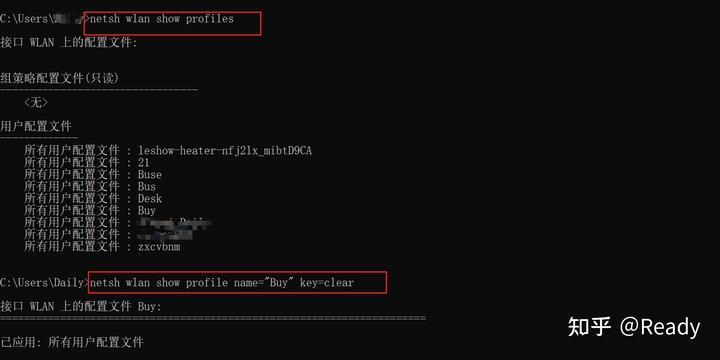 C:\Users\>netsh wlan show profiles
接口 WLAN 上的配置文件:
组策略配置文件(只读)
---------------------------------
<无>
用户配置文件
-------------
所有用户配置文件 : leshow-heater-nfj2lx_mibtD9CA
所有用户配置文件 : 21
所有用户配置文件 : Buse
所有用户配置文件 : Bus
所有用户配置文件 : Desk
所有用户配置文件 : Buy
所有用户配置文件 :
所有用户配置文件 :
所有用户配置文件 : zxcvbnm
C:\Users\Daily>netsh wlan show profile name="Buy" key=clear
接口 WLAN 上的配置文件 Buy:
=======================================================================
已应用: 所有用户配置文件
知乎 @Ready